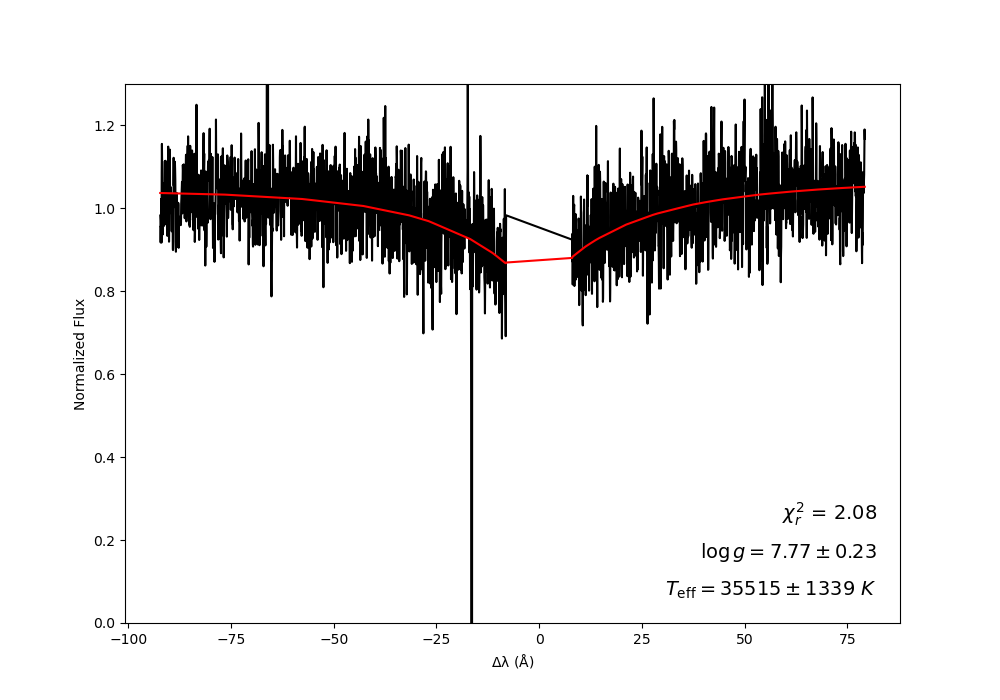 1.2
1.0
0.8
0.6
0.4
0.2
0.0
Normalized Flux
χ²ᵣ = 2.08
log g = 7.77 ± 0.23
T_eff = 35515 ± 1339 K
−100 −75 −50 −25 0 25 50 75
Δλ (Å)